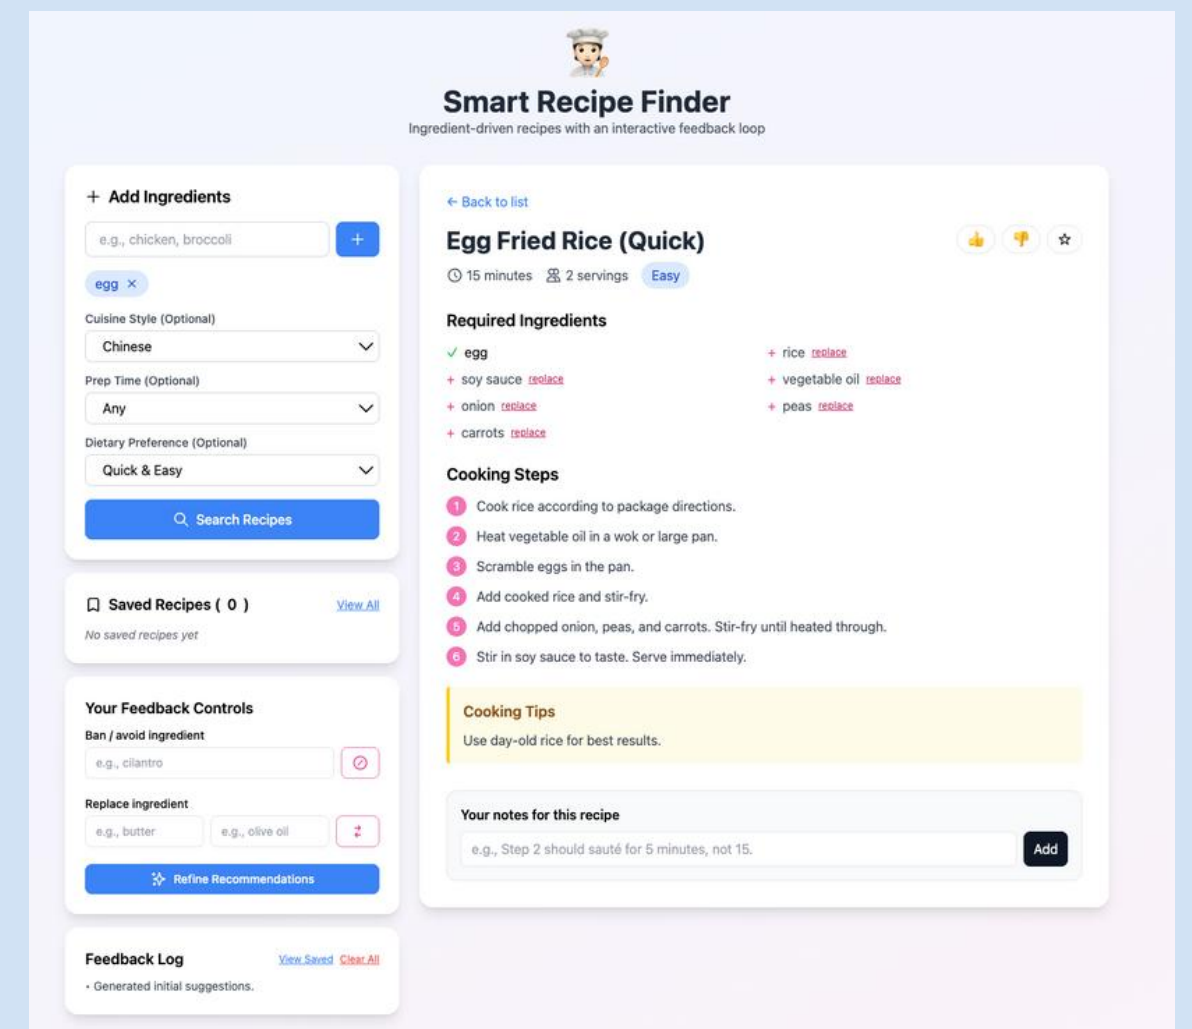 Smart Recipe Finder
Ingredient-driven recipes with an interactive feedback loop
+ Add Ingredients
e.g., chicken, broccoli
+
egg ×
Cuisine Style (Optional)
Chinese
Prep Time (Optional)
Any
Dietary Preference (Optional)
Quick & Easy
Search Recipes
Saved Recipes ( 0 ) View All
No saved recipes yet
Your Feedback Controls
Ban / avoid ingredient
e.g., cilantro
Replace ingredient
e.g., butter e.g., olive oil
Refine Recommendations
Feedback Log View Saved Clear All
• Generated initial suggestions.
← Back to list
Egg Fried Rice (Quick)
15 minutes 2 servings Easy
Required Ingredients
✓ egg + rice replace
+ soy sauce replace + vegetable oil replace
+ onion replace + peas replace
+ carrots replace
Cooking Steps
1 Cook rice according to package directions.
2 Heat vegetable oil in a wok or large pan.
3 Scramble eggs in the pan.
4 Add cooked rice and stir-fry.
5 Add chopped onion, peas, and carrots. Stir-fry until heated through.
6 Stir in soy sauce to taste. Serve immediately.
Cooking Tips
Use day-old rice for best results.
Your notes for this recipe
e.g., Step 2 should sauté for 5 minutes, not 15. Add